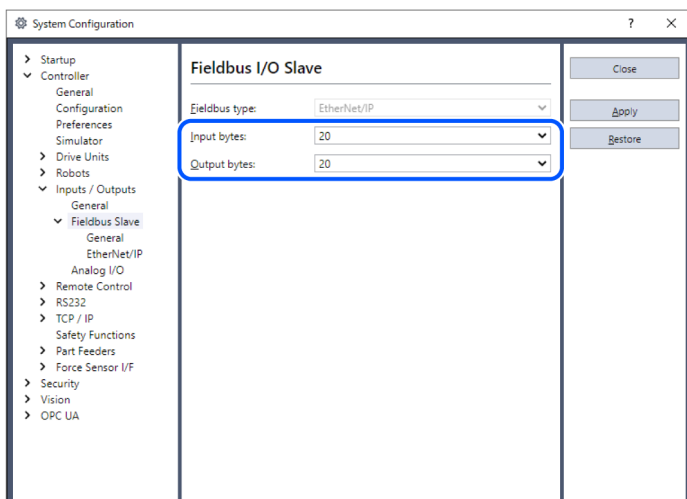 System Configuration
?
Startup
Controller
General
Configuration
Preferences
Simulator
Drive Units
Robots
Inputs / Outputs
General
Fieldbus Slave
General
EtherNet/IP
Analog I/O
Remote Control
RS232
TCP / IP
Safety Functions
Part Feeders
Force Sensor I/F
Security
Vision
OPC UA
Fieldbus I/O Slave
Fieldbus type: EtherNet/IP
Input bytes: 20
Output bytes: 20
Close
Apply
Restore